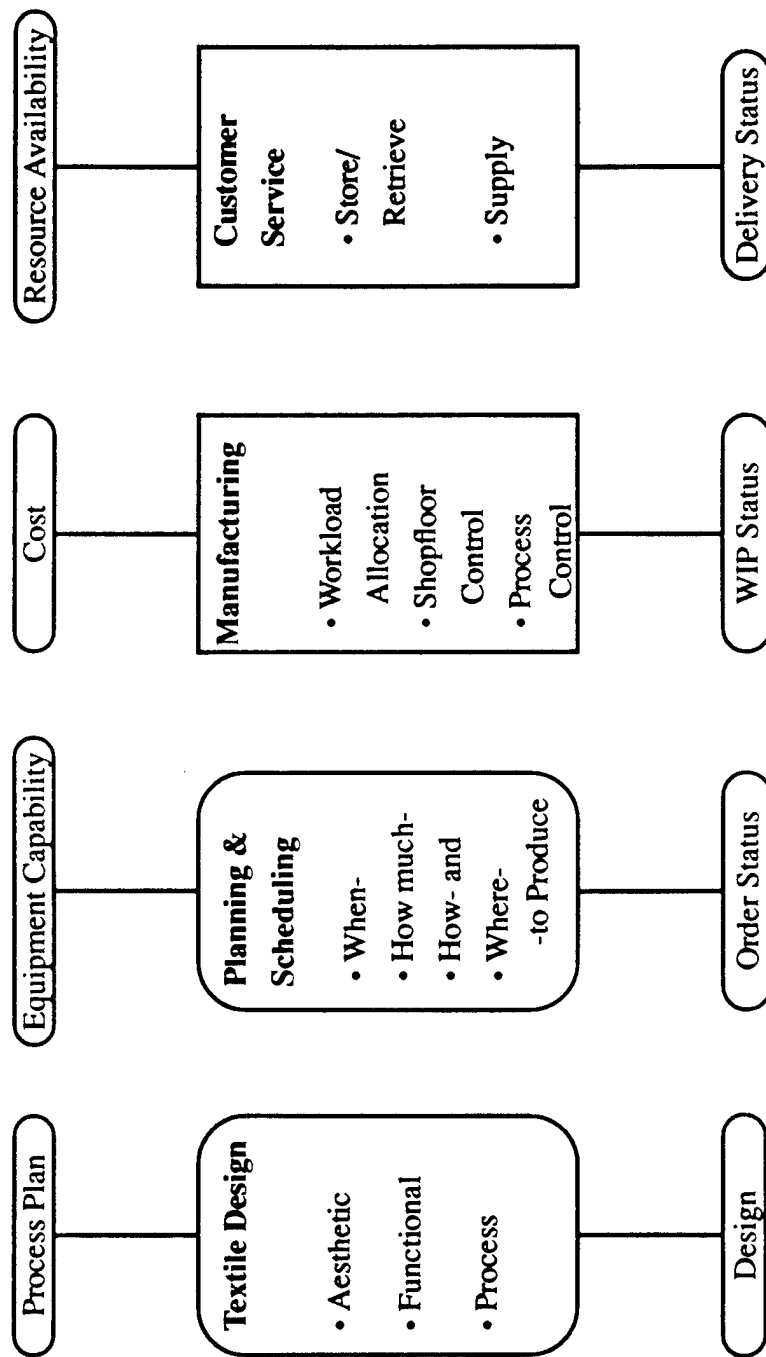 Process Plan
Equipment Capability
Cost
Resource Availability
Textile Design
• Aesthetic
• Functional
• Process
Planning &
Scheduling
• When-
• How much-
• How- and
• Where-
-to Produce
Manufacturing
• Workload
Allocation
• Shopfloor
Control
• Process
Control
Customer
Service
• Store/
Retrieve
• Supply
Design
Order Status
WIP Status
Delivery Status